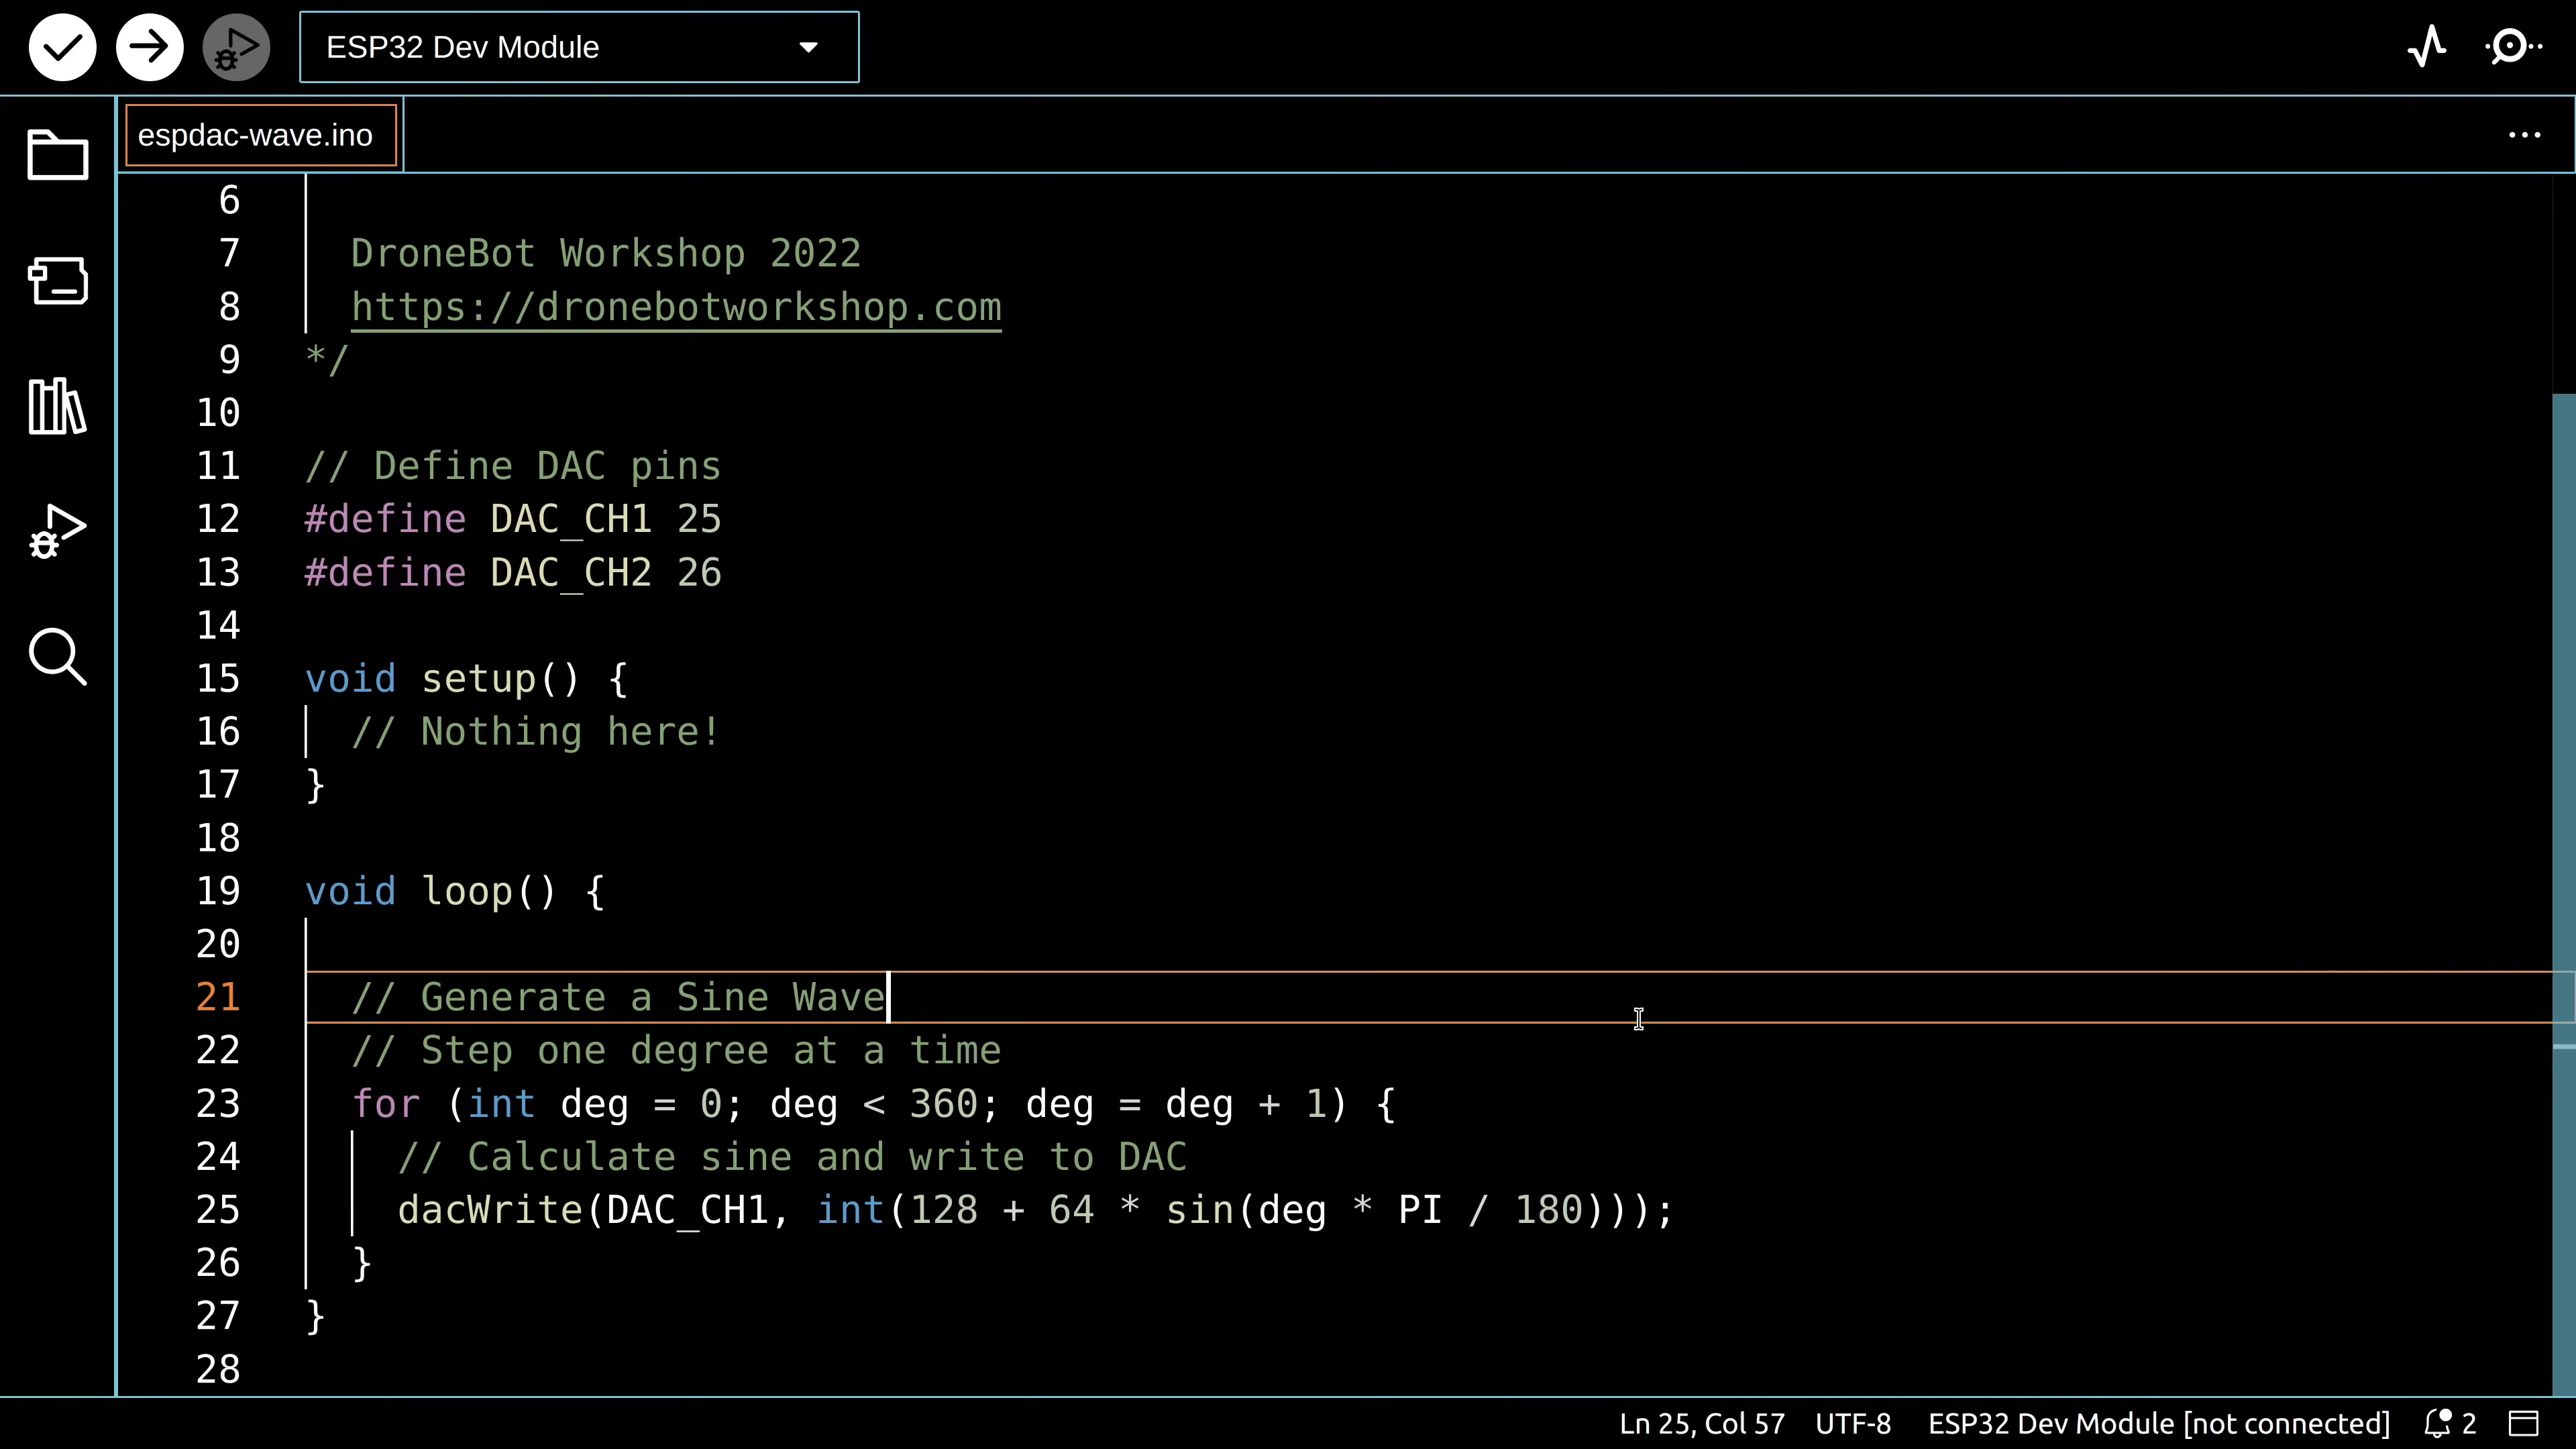 ESP32 Dev Module
espdac-wave.ino
6
7 DroneBot Workshop 2022
8 https://dronebotworkshop.com
9 */
10
11 // Define DAC pins
12 #define DAC_CH1 25
13 #define DAC_CH2 26
14
15 void setup() {
16 // Nothing here!
17 }
18
19 void loop() {
20
21 // Generate a Sine Wave
22 // Step one degree at a time
23 for (int deg = 0; deg < 360; deg = deg + 1) {
24 // Calculate sine and write to DAC
25 dacWrite(DAC_CH1, int(128 + 64 * sin(deg * PI / 180)));
26 }
27 }
28
Ln 25, Col 57 UTF-8 ESP32 Dev Module [not connected] 2